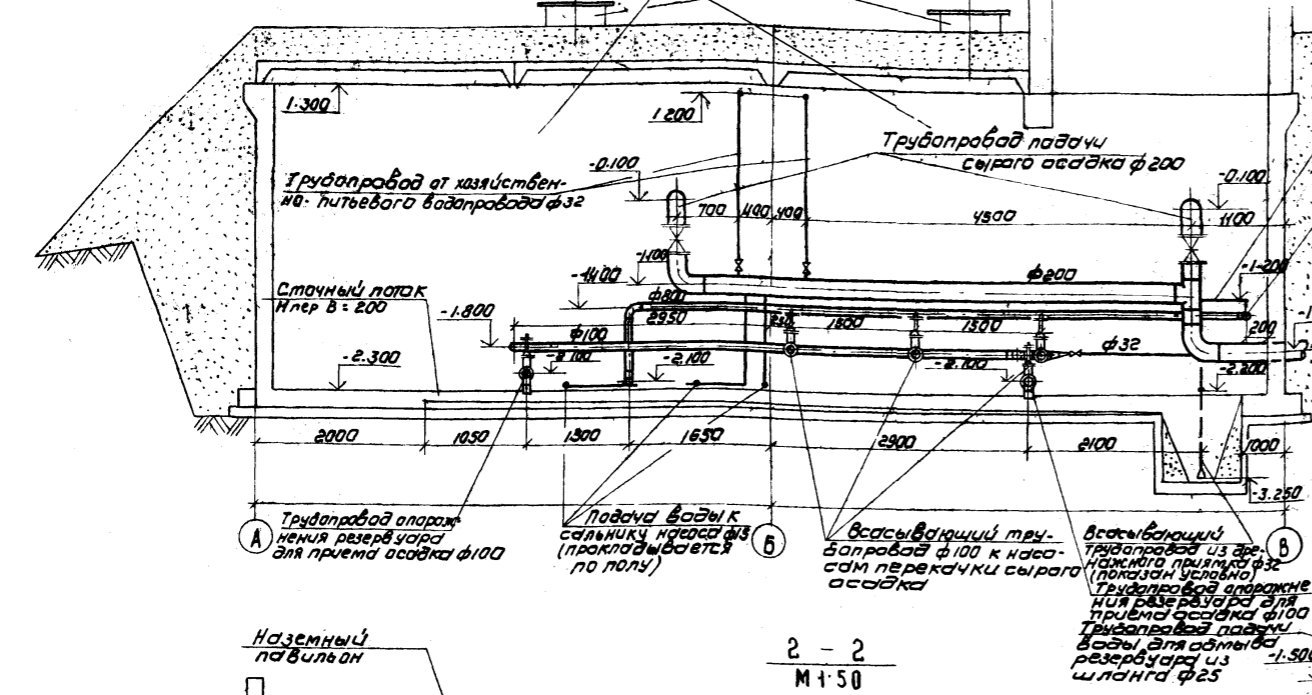 1.300
1.200
Трубопровод подачи
сырого осадка ф200
-0.100
-0.100
Трубопровод от хозяйствен-
но- питьевого водопровода ф32
700
400
400
4500
1100
-1.100
-1.400
ф200
-1.200
Сточный лоток
iпер В = 200
ф800
2950
250
1500
1500
200
-1.800
ф100
ф32
-2.300
-2.100
-2.100
-2.100
-2.200
2000
1050
1300
1650
2900
2100
1000
-3.250
А
Б
В
Трубопровод опорож-
нения резервуара
для приема осадка ф100
Подача воды к
сальнику насоса ф15
(прокладывается
по полу)
Всасывающий тру-
бопровод ф100 к насо-
сам перекачки сырого
осадка
Всасывающий
трубопровод из дре-
нажного приямка ф32
(показан условно)
Трубопровод опорожне
ния резервуара для
приема осадка ф100
Трубопровод подачи
воды для обмыва
резервуара из
шланга ф25
-1.500
Наземный
павильон
2 - 2
М 1:50